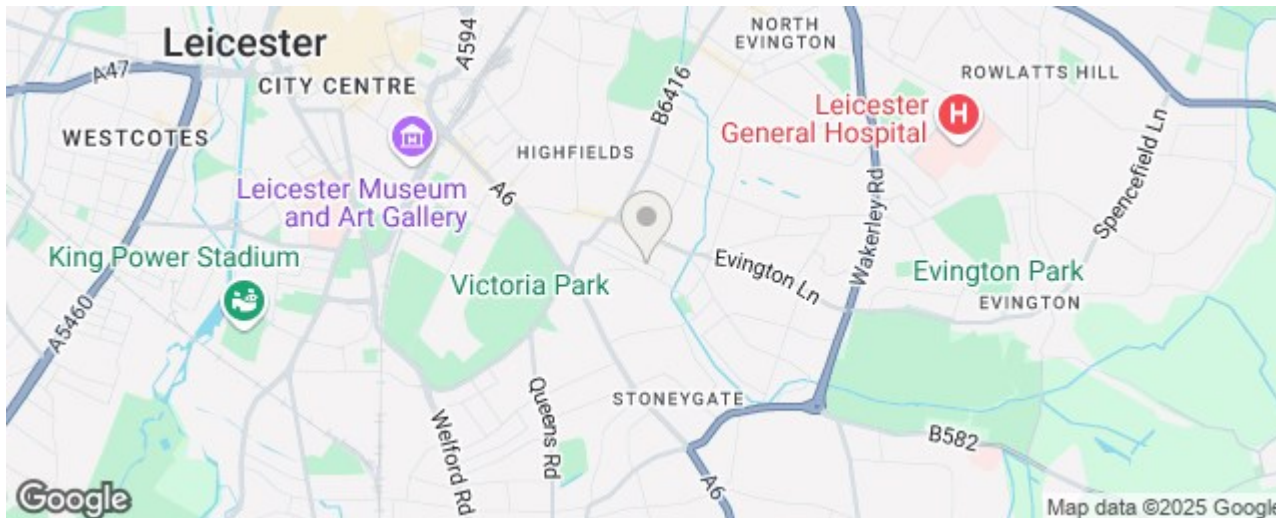 Leicester
A47
CITY CENTRE
WESTCOTES
A594
B6416
NORTH
EVINGTON
ROWLATTS HILL
Leicester
General Hospital
H
HIGHFIELDS
Leicester Museum
and Art Gallery
A6
Spencefield Ln
Wakerley Rd
King Power Stadium
Victoria Park
Evington Ln
Evington Park
EVINGTON
A5460
Queens Rd
STONEYGATE
Welford Rd
B582
A6
Google
Map data ©2025 Google